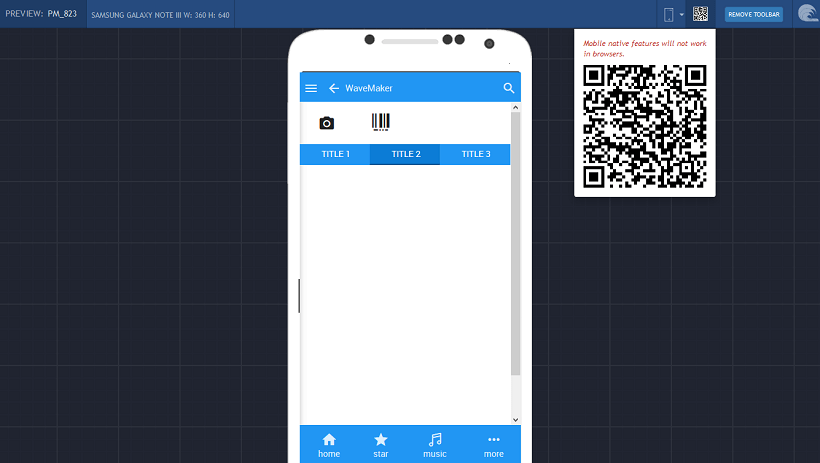 PREVIEW: PM_823
SAMSUNG GALAXY NOTE III W: 360 H: 640
REMOVE TOOLBAR
Mobile native features will not work
in browsers.
WaveMaker
TITLE 1 TITLE 2 TITLE 3
home star music more